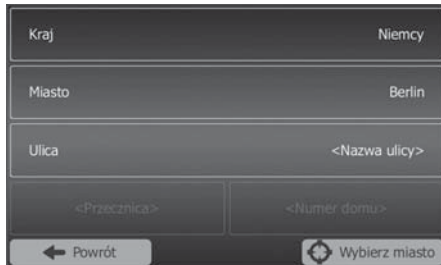 Kraj Niemcy
Miasto Berlin
Ulica <Nazwa ulicy>
<Przecznica> <Numer domu>
Powrót Wybierz miasto